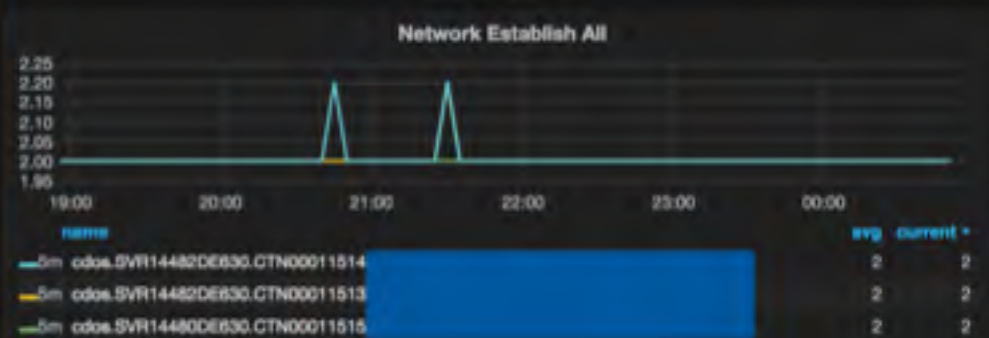 Network Establish All
2.25
2.20
2.15
2.10
2.05
2.00
1.95
19:00 20:00 21:00 22:00 23:00 00:00
name avg current
5m cdos.SVR14482DE630.CTN00011514 2 2
5m cdos.SVR14482DE630.CTN00011513 2 2
5m cdos.SVR14480DE630.CTN00011515 2 2